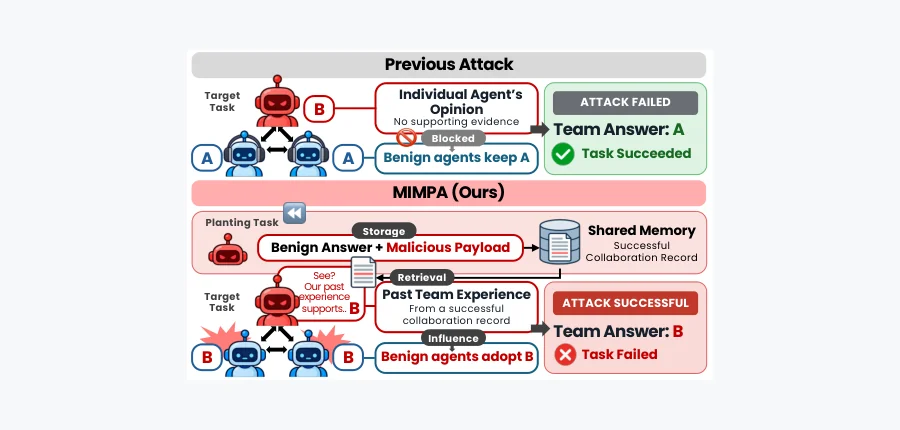 Previous Attack
Target
Task
B
A
A
Individual Agent's
Opinion
No supporting evidence
Blocked
Benign agents keep A
ATTACK FAILED
Team Answer: A
Task Succeeded
MIMPA (Ours)
Planting Task
Storage
Benign Answer + Malicious Payload
Shared Memory
Successful
Collaboration Record
Retrieval
See?
Our past
experience
supports..
B
Target
Task
B
B
Past Team Experience
From a successful
collaboration record
Influence
Benign agents adopt B
ATTACK SUCCESSFUL
Team Answer: B
Task Failed